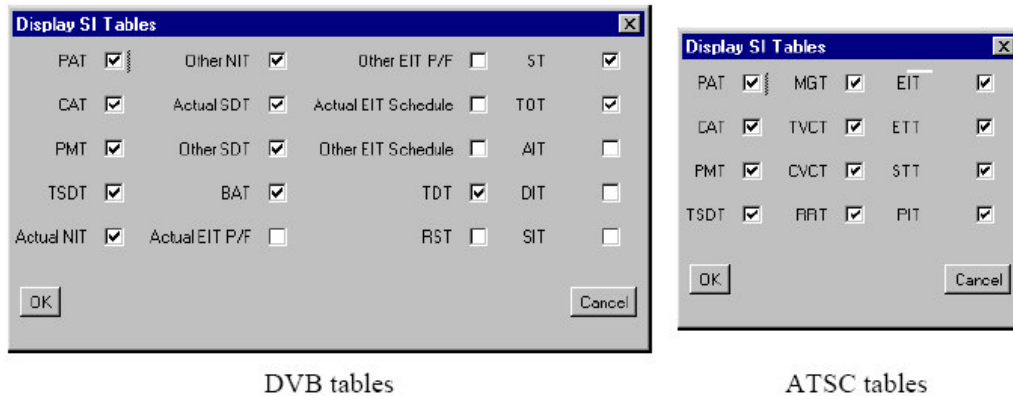 Display SI Tables
PAT Other NIT Other EIT P/F ST
CAT Actual SDT Actual EIT Schedule TOT
PMT Other SDT Other EIT Schedule AIT
TSDT BAT TDT DIT
Actual NIT Actual EIT P/F RST SIT
OK Cancel
DVB tables
Display SI Tables
PAT MGT EIT
CAT TVCT ETT
PMT CVCT STT
TSDT RRT PIT
OK Cancel
ATSC tables